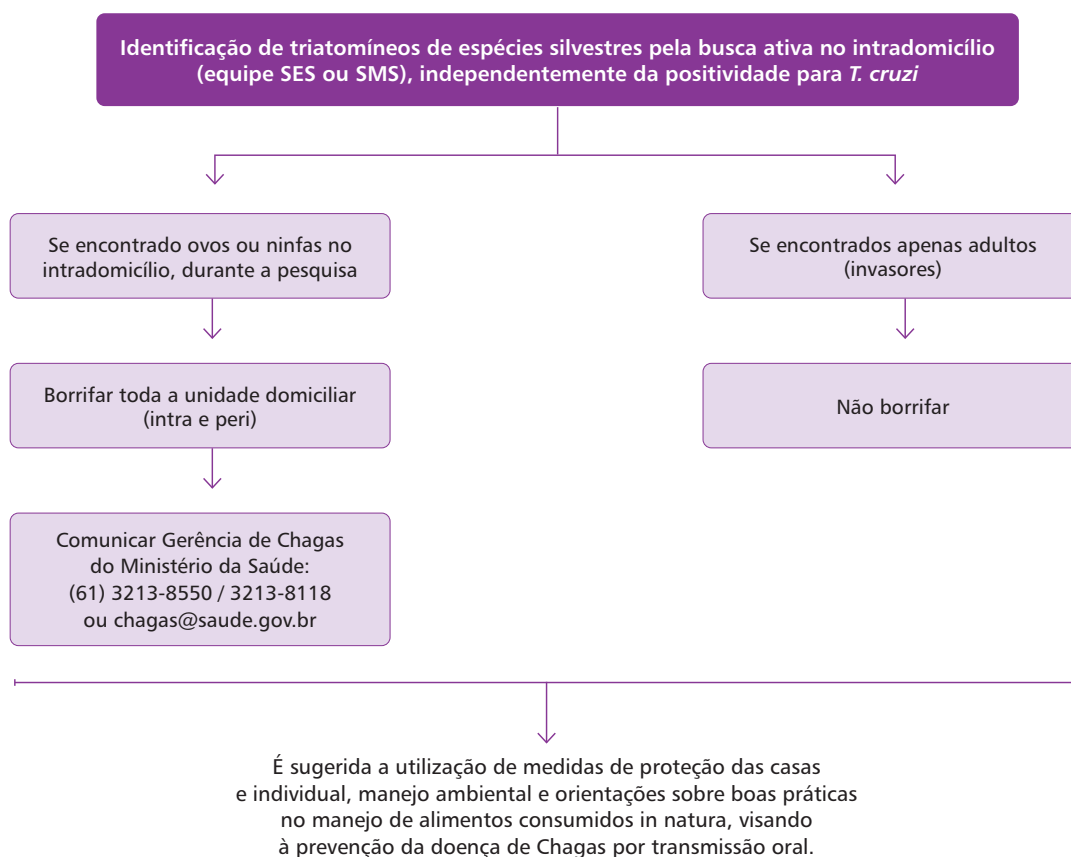 Identificação de triatomíneos de espécies silvestres pela busca ativa no intradomicílio
(equipe SES ou SMS), independentemente da positividade para T. cruzi
Se encontrado ovos ou ninfas no
intradomicílio, durante a pesquisa
Se encontrados apenas adultos
(invasores)
Borrifar toda a unidade domiciliar
(intra e peri)
Não borrifar
Comunicar Gerência de Chagas
do Ministério da Saúde:
(61) 3213-8550 / 3213-8118
ou chagas@saude.gov.br
É sugerida a utilização de medidas de proteção das casas
e individual, manejo ambiental e orientações sobre boas práticas
no manejo de alimentos consumidos in natura, visando
à prevenção da doença de Chagas por transmissão oral.